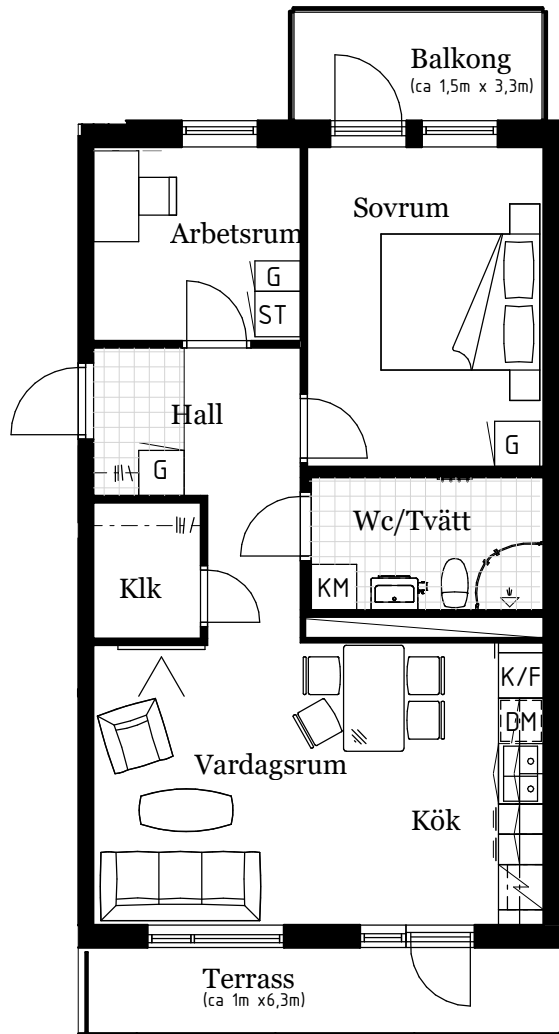 Balkong
(ca 1,5m x 3,3m)
Sovrum
Arbetsrum
G
ST
Hall
G
G
Wc/Tvätt
Klk
KM
K/F
DM
Vardagsrum
Kök
Terrass
(ca 1m x6,3m)